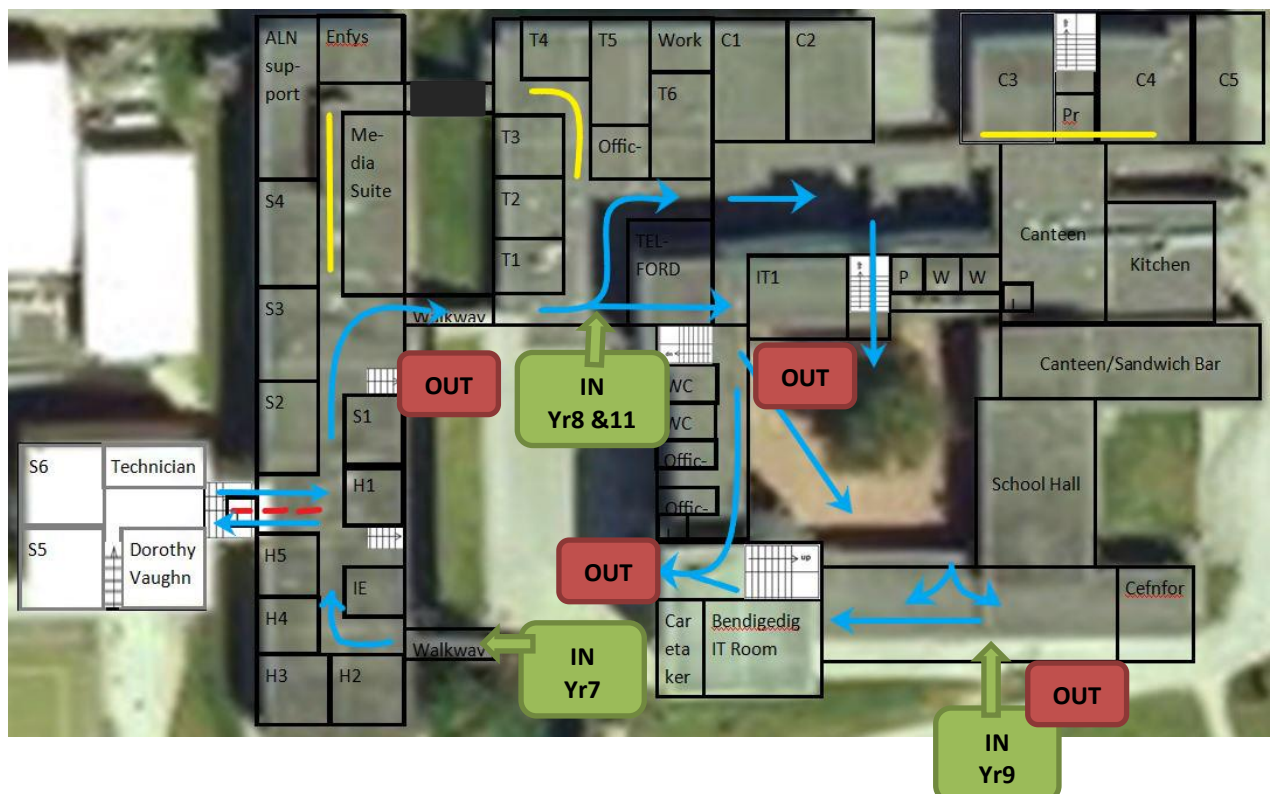 ALN
sup-
port
Enfys
T4
T5
Work
C1
C2
C3
C4
C5
Pr
Me-
dia
Suite
T3
Offic-
T6
S4
T2
T1
TEL-
FORD
Canteen
Kitchen
IT1
P
W
W
S3
Walkway
OUT
IN
Yr8 &11
OUT
Canteen/Sandwich Bar
WC
WC
Offic-
Offic-
S2
S1
H1
S6
Technician
S5
Dorothy
Vaughn
School Hall
H5
IE
H4
H3
H2
Walkway
IN
Yr7
OUT
up
Car
eta
ker
Bendigedig
IT Room
Cefnfor
OUT
IN
Yr9